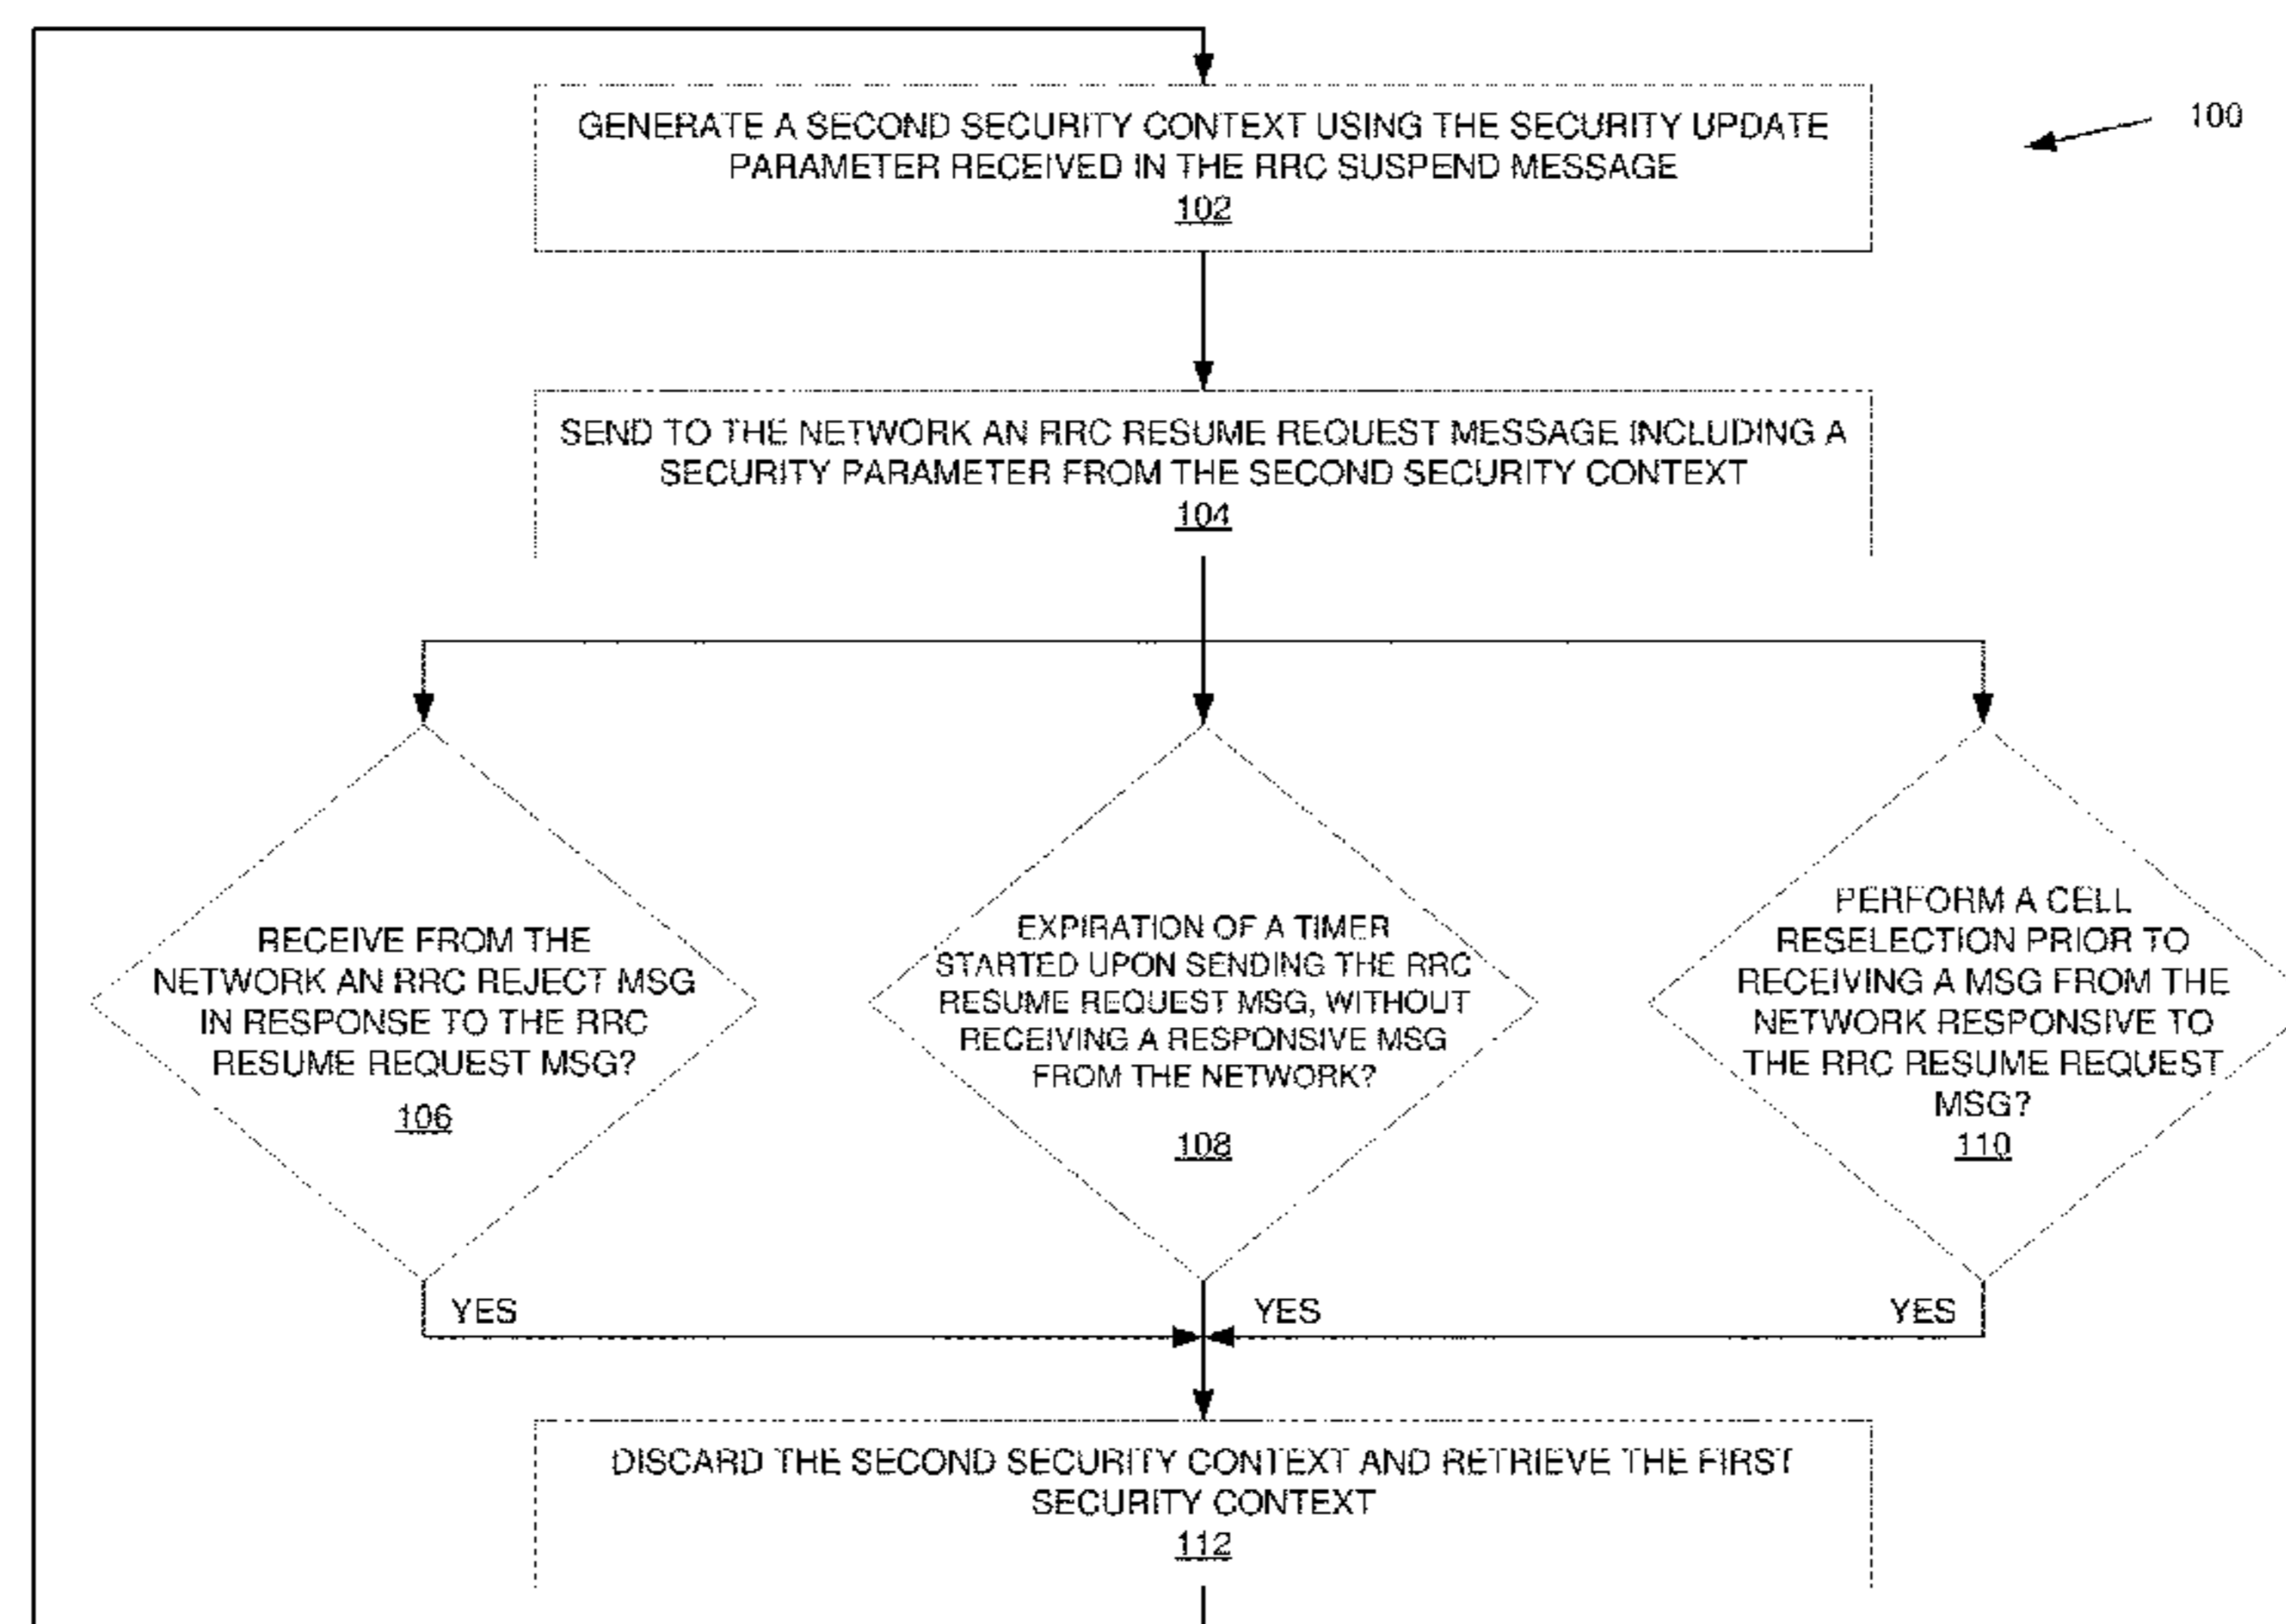 100
GENERATE A SECOND SECURITY CONTEXT USING THE SECURITY UPDATE
PARAMETER RECEIVED IN THE RRC SUSPEND MESSAGE
102
SEND TO THE NETWORK AN RRC RESUME REQUEST MESSAGE INCLUDING A
SECURITY PARAMETER FROM THE SECOND SECURITY CONTEXT
104
RECEIVE FROM THE
NETWORK AN RRC REJECT MSG
IN RESPONSE TO THE RRC
RESUME REQUEST MSG?
106
EXPIRATION OF A TIMER
STARTED UPON SENDING THE RRC
RESUME REQUEST MSG, WITHOUT
RECEIVING A RESPONSIVE MSG
FROM THE NETWORK?
108
PERFORM A CELL
RESELECTION PRIOR TO
RECEIVING A MSG FROM THE
NETWORK RESPONSIVE TO
THE RRC RESUME REQUEST
MSG?
110
YES
YES
YES
DISCARD THE SECOND SECURITY CONTEXT AND RETRIEVE THE FIRST
SECURITY CONTEXT
112